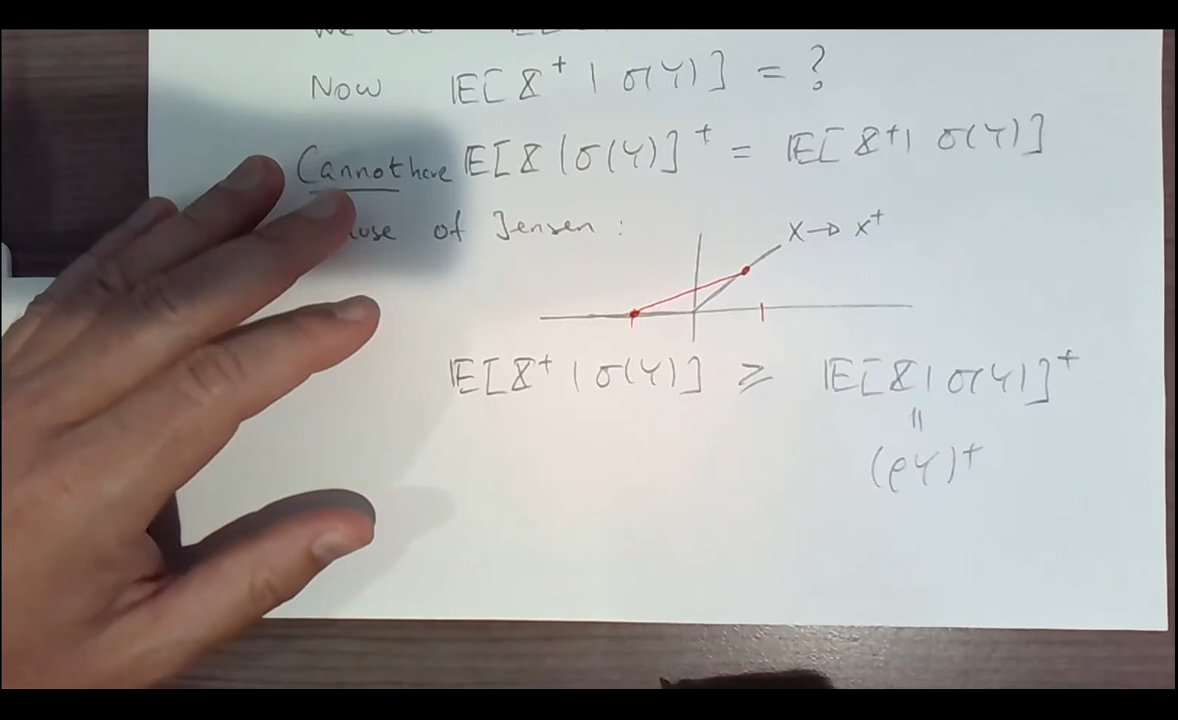 Now 𝔼[X⁺ | σ(Y)] = ?
Cannot have 𝔼[X | σ(Y)]⁺ = 𝔼[X⁺ | σ(Y)]
of Jensen :
x → x⁺
𝔼[X⁺ | σ(Y)] ≥ 𝔼[X | σ(Y)]⁺
=
(ρY)⁺